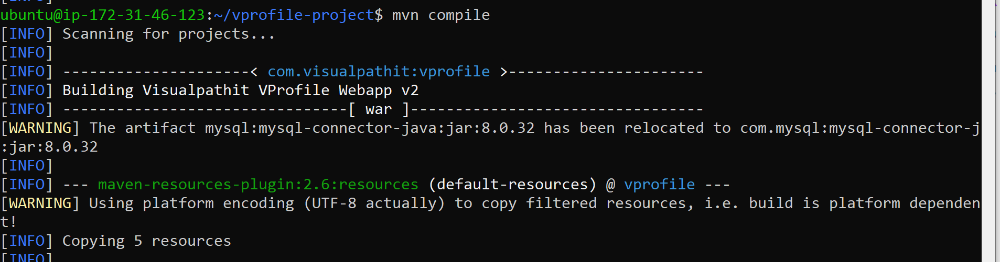 [INFO]
ubuntu@ip-172-31-46-123:~/vprofile-project$ mvn compile
[INFO] Scanning for projects...
[INFO]
[INFO] ---------------------< com.visualpathit:vprofile >----------------------
[INFO] Building Visualpathit VProfile Webapp v2
[INFO] --------------------------------[ war ]---------------------------------
[WARNING] The artifact mysql:mysql-connector-java:jar:8.0.32 has been relocated to com.mysql:mysql-connector-j
:jar:8.0.32
[INFO]
[INFO] --- maven-resources-plugin:2.6:resources (default-resources) @ vprofile ---
[WARNING] Using platform encoding (UTF-8 actually) to copy filtered resources, i.e. build is platform dependen
t!
[INFO] Copying 5 resources
[INFO]